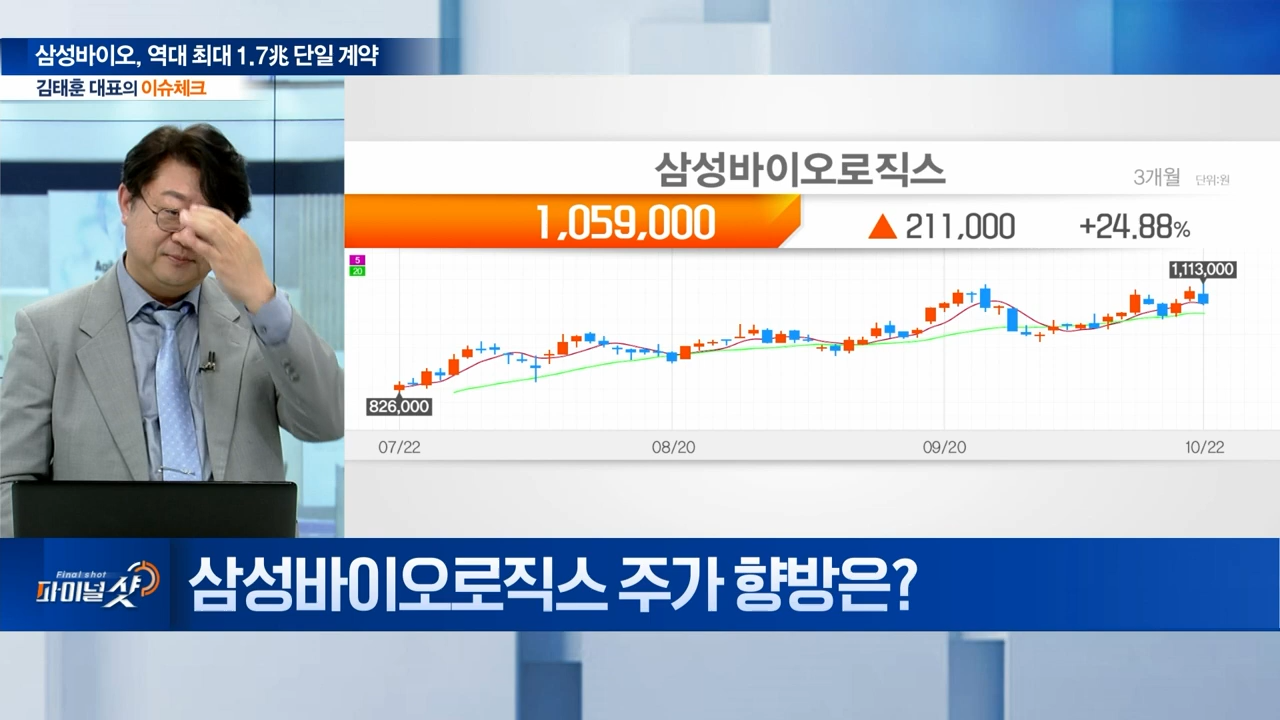 삼성바이오, 역대 최대 1.7兆 단일 계약
김태훈 대표의 이슈체크
삼성바이오로직스
3개월 단위:원
1,059,000 ▲ 211,000 +24.88%
5
20
1,113,000
826,000
07/22 08/20 09/20 10/22
Final shot
파이널샷
삼성바이오로직스 주가 향방은?